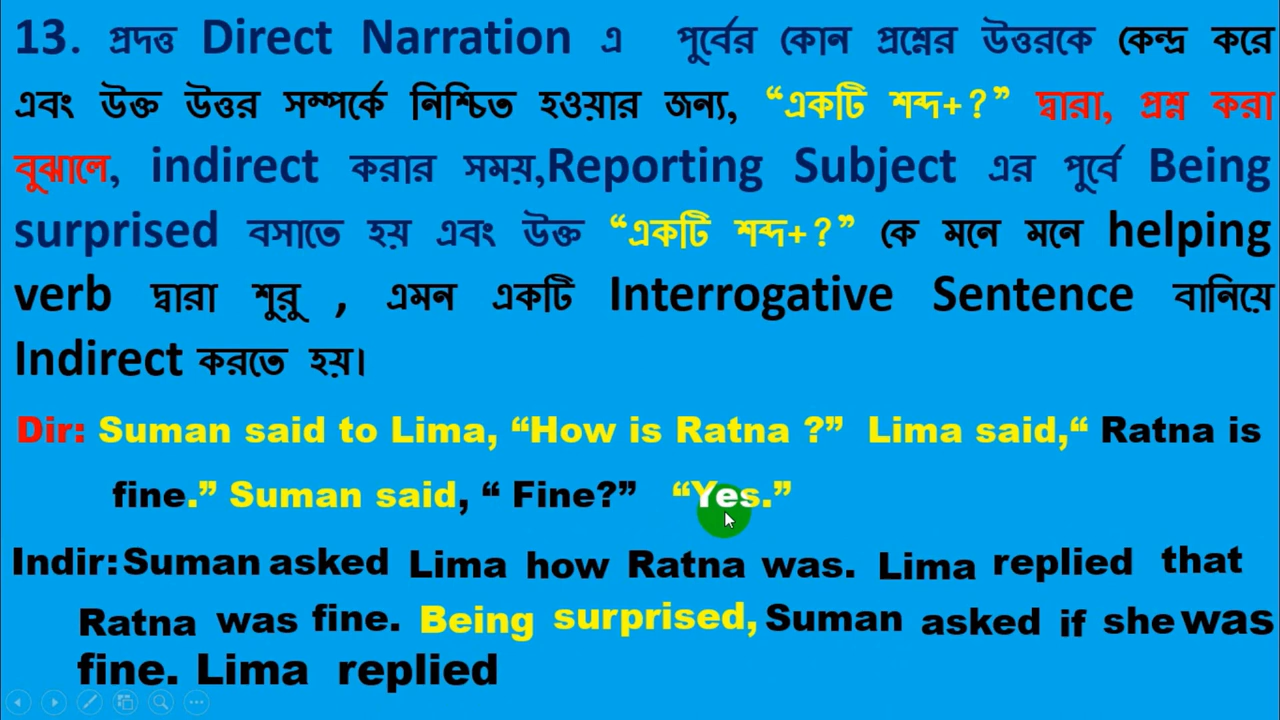 13. প্রদত্ত Direct Narration এ পুর্বের কোন প্রশ্নের উত্তরকে কেন্দ্র করে
এবং উক্ত উত্তর সম্পর্কে নিশ্চিত হওয়ার জন্য, “একটি শব্দ+?” দ্বারা, প্রশ্ন করা
বুঝালে, indirect করার সময়,Reporting Subject এর পুর্বে Being
surprised বসাতে হয় এবং উক্ত “একটি শব্দ+?” কে মনে মনে helping
verb দ্বারা শুরু , এমন একটি Interrogative Sentence বানিয়ে
Indirect করতে হয়।
Dir: Suman said to Lima, “How is Ratna ?” Lima said,“ Ratna is
fine.” Suman said, “ Fine?” “Yes.”
Indir: Suman asked Lima how Ratna was. Lima replied that
Ratna was fine. Being surprised, Suman asked if she was
fine. Lima replied